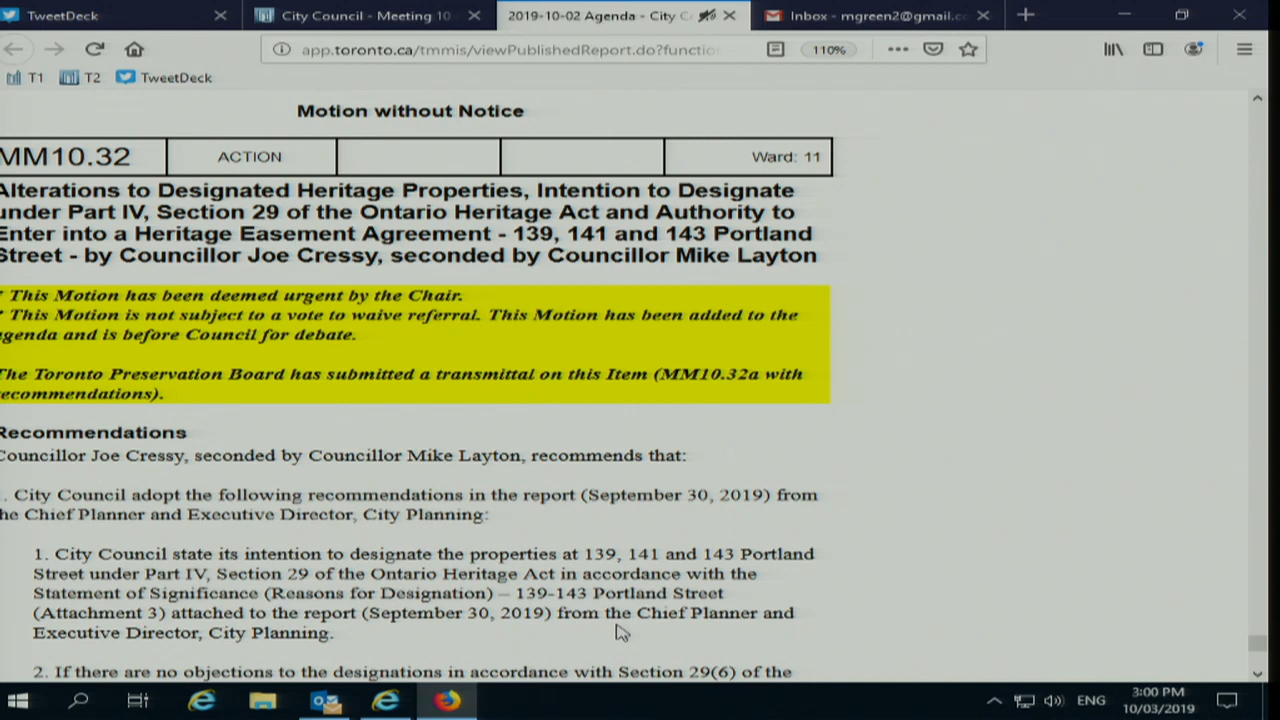 TweetDeck
City Council - Meeting 10
2019-10-02 Agenda - City C
Inbox - mgreen2@gmail.c
app.toronto.ca/tmmis/viewPublishedReport.do?functio
110%
T1
T2
TweetDeck
Motion without Notice
MM10.32
ACTION
Ward: 11
Alterations to Designated Heritage Properties, Intention to Designate
under Part IV, Section 29 of the Ontario Heritage Act and Authority to
Enter into a Heritage Easement Agreement - 139, 141 and 143 Portland
Street - by Councillor Joe Cressy, seconded by Councillor Mike Layton
* This Motion has been deemed urgent by the Chair.
* This Motion is not subject to a vote to waive referral. This Motion has been added to the
agenda and is before Council for debate.
The Toronto Preservation Board has submitted a transmittal on this Item (MM10.32a with
recommendations).
Recommendations
Councillor Joe Cressy, seconded by Councillor Mike Layton, recommends that:
. City Council adopt the following recommendations in the report (September 30, 2019) from
the Chief Planner and Executive Director, City Planning:
1. City Council state its intention to designate the properties at 139, 141 and 143 Portland
Street under Part IV, Section 29 of the Ontario Heritage Act in accordance with the
Statement of Significance (Reasons for Designation) – 139-143 Portland Street
(Attachment 3) attached to the report (September 30, 2019) from the Chief Planner and
Executive Director, City Planning.
2. If there are no objections to the designations in accordance with Section 29(6) of the
ENG
3:00 PM
10/03/2019